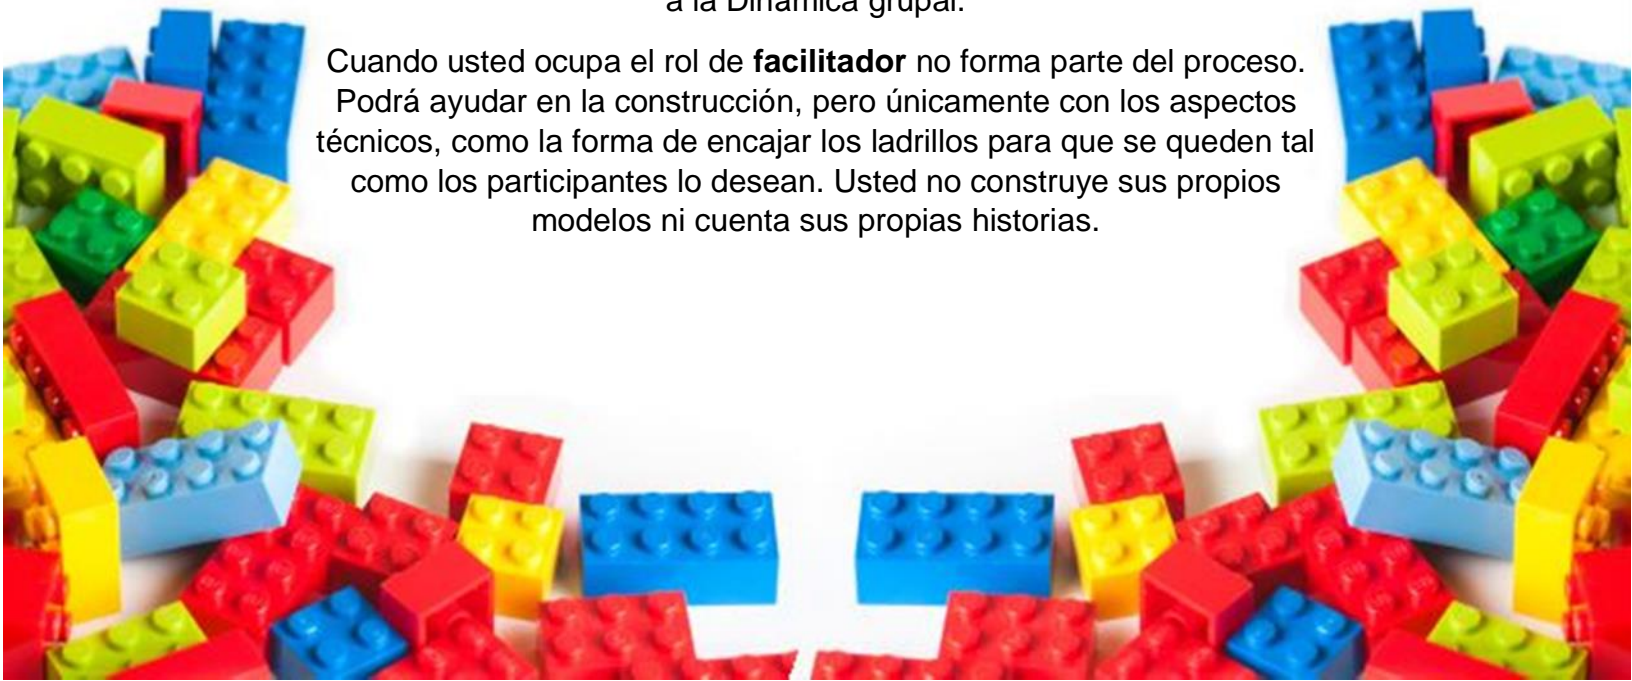 a la Dinámica grupal.
Cuando usted ocupa el rol de facilitador no forma parte del proceso.
Podrá ayudar en la construcción, pero únicamente con los aspectos
técnicos, como la forma de encajar los ladrillos para que se queden tal
como los participantes lo desean. Usted no construye sus propios
modelos ni cuenta sus propias historias.